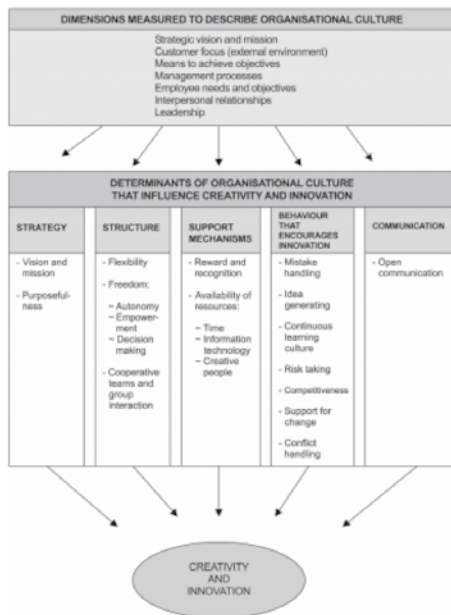 DIMENSIONS MEASURED TO DESCRIBE ORGANISATIONAL CULTURE
Strategic vision and mission
Customer focus (external environment)
Means to achieve objectives
Management processes
Employee needs and objectives
Interpersonal relationships
Leadership
DETERMINANTS OF ORGANISATIONAL CULTURE
THAT INFLUENCE CREATIVITY AND INNOVATION
STRATEGY
- Vision and
mission
- Purposeful-
ness
STRUCTURE
- Flexibility
- Freedom:
~ Autonomy
~ Empower-
ment
~ Decision
making
- Cooperative
teams and
group
interaction
SUPPORT
MECHANISMS
- Reward and
recognition
- Availability of
resources:
~ Time
~ Information
technology
~ Creative
people
BEHAVIOUR
THAT
ENCOURAGES
INNOVATION
- Mistake
handling
- Idea
generating
- Continuous
learning
culture
- Risk taking
- Competitiveness
- Support for
change
- Conflict
handling
COMMUNICATION
- Open
communication
CREATIVITY
AND
INNOVATION